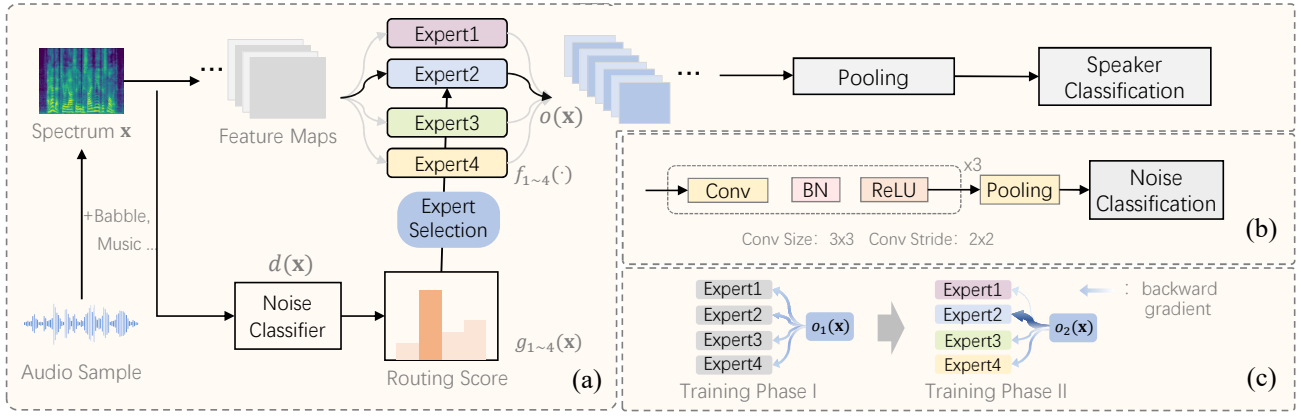 Spectrum x
+Babble,
Music ...
Audio Sample
...
Feature Maps
Expert1
Expert2
Expert3
Expert4
f1~4(·)
o(x)
Expert
Selection
d(x)
Noise
Classifier
g1~4(x)
Routing Score
(a)
...
Pooling
Speaker
Classification
Conv
BN
ReLU
x3
Pooling
Noise
Classification
Conv Size: 3x3 Conv Stride: 2x2
(b)
Expert1
Expert2
Expert3
Expert4
o1(x)
Training Phase I
Expert1
Expert2
Expert3
Expert4
o2(x)
Training Phase II
: backward
gradient
(c)